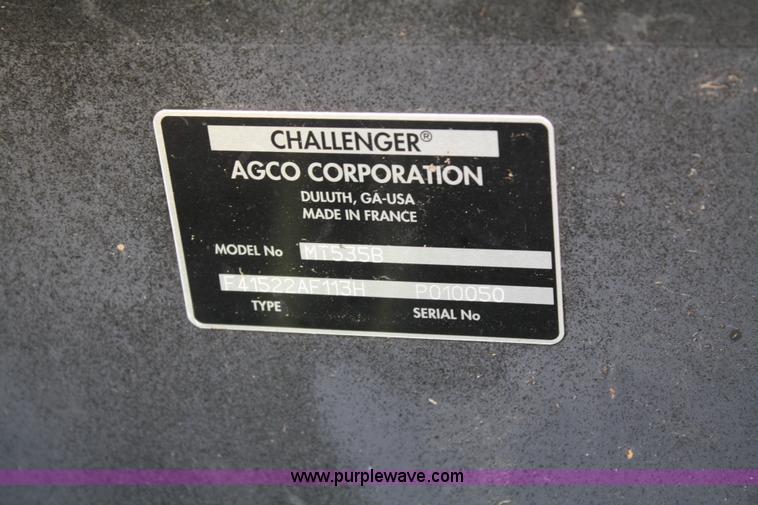 CHALLENGER®
AGCO CORPORATION
DULUTH, GA-USA
MADE IN FRANCE
MODEL No MT535B
F41522AF113H P010050
TYPE SERIAL No
www.purplewave.com